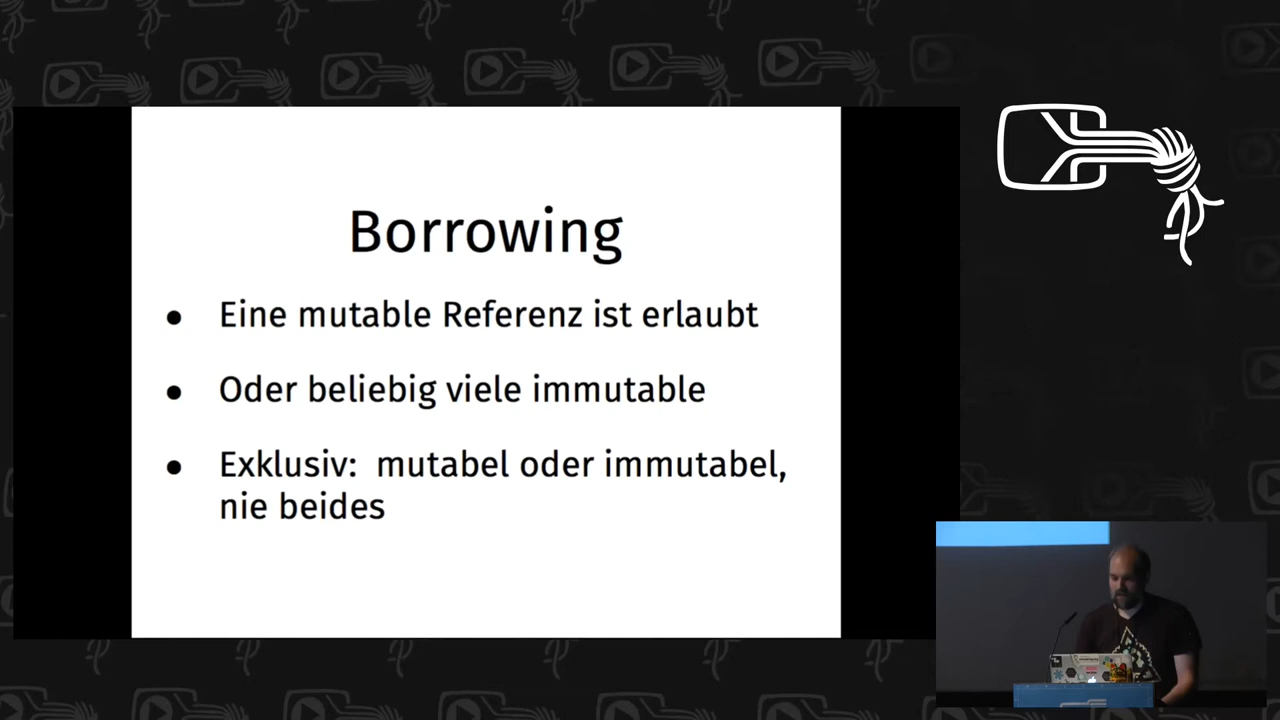 Borrowing
Eine mutable Referenz ist erlaubt
Oder beliebig viele immutable
Exklusiv: mutabel oder immutabel,
nie beides